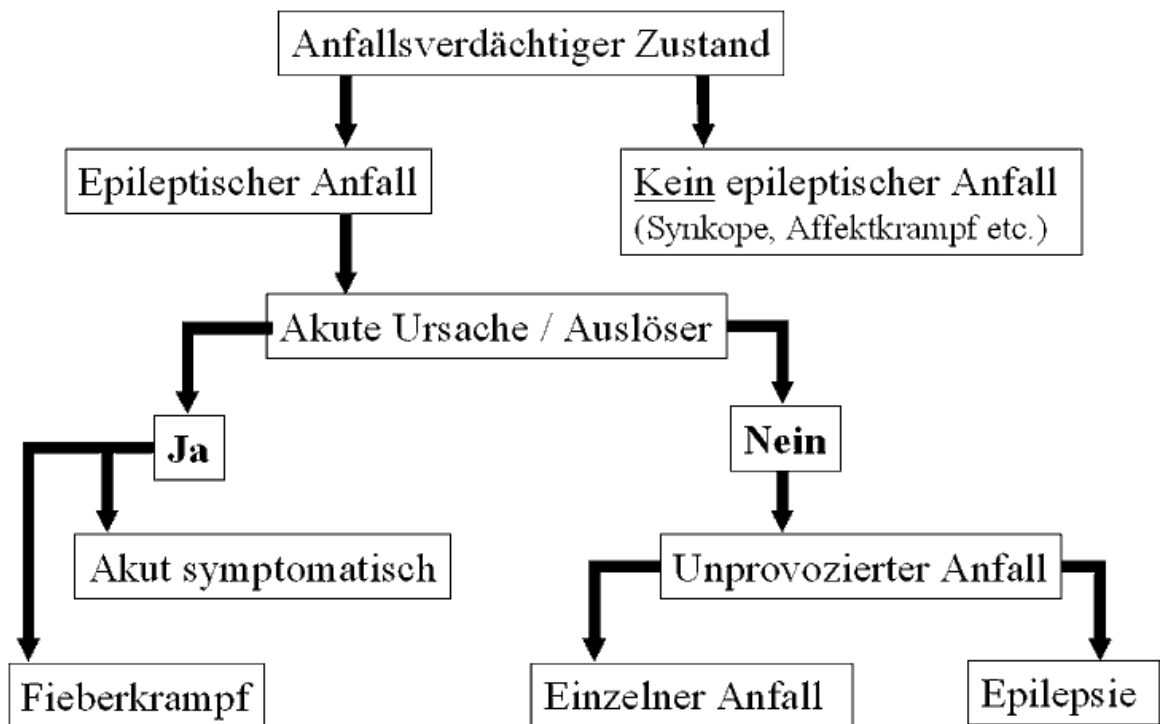 Anfallsverdächtiger Zustand
Epileptischer Anfall
Kein epileptischer Anfall
(Synkope, Affektkrampf etc.)
Akute Ursache / Auslöser
Ja
Nein
Akut symptomatisch
Unprovozierter Anfall
Fieberkrampf
Einzelner Anfall
Epilepsie